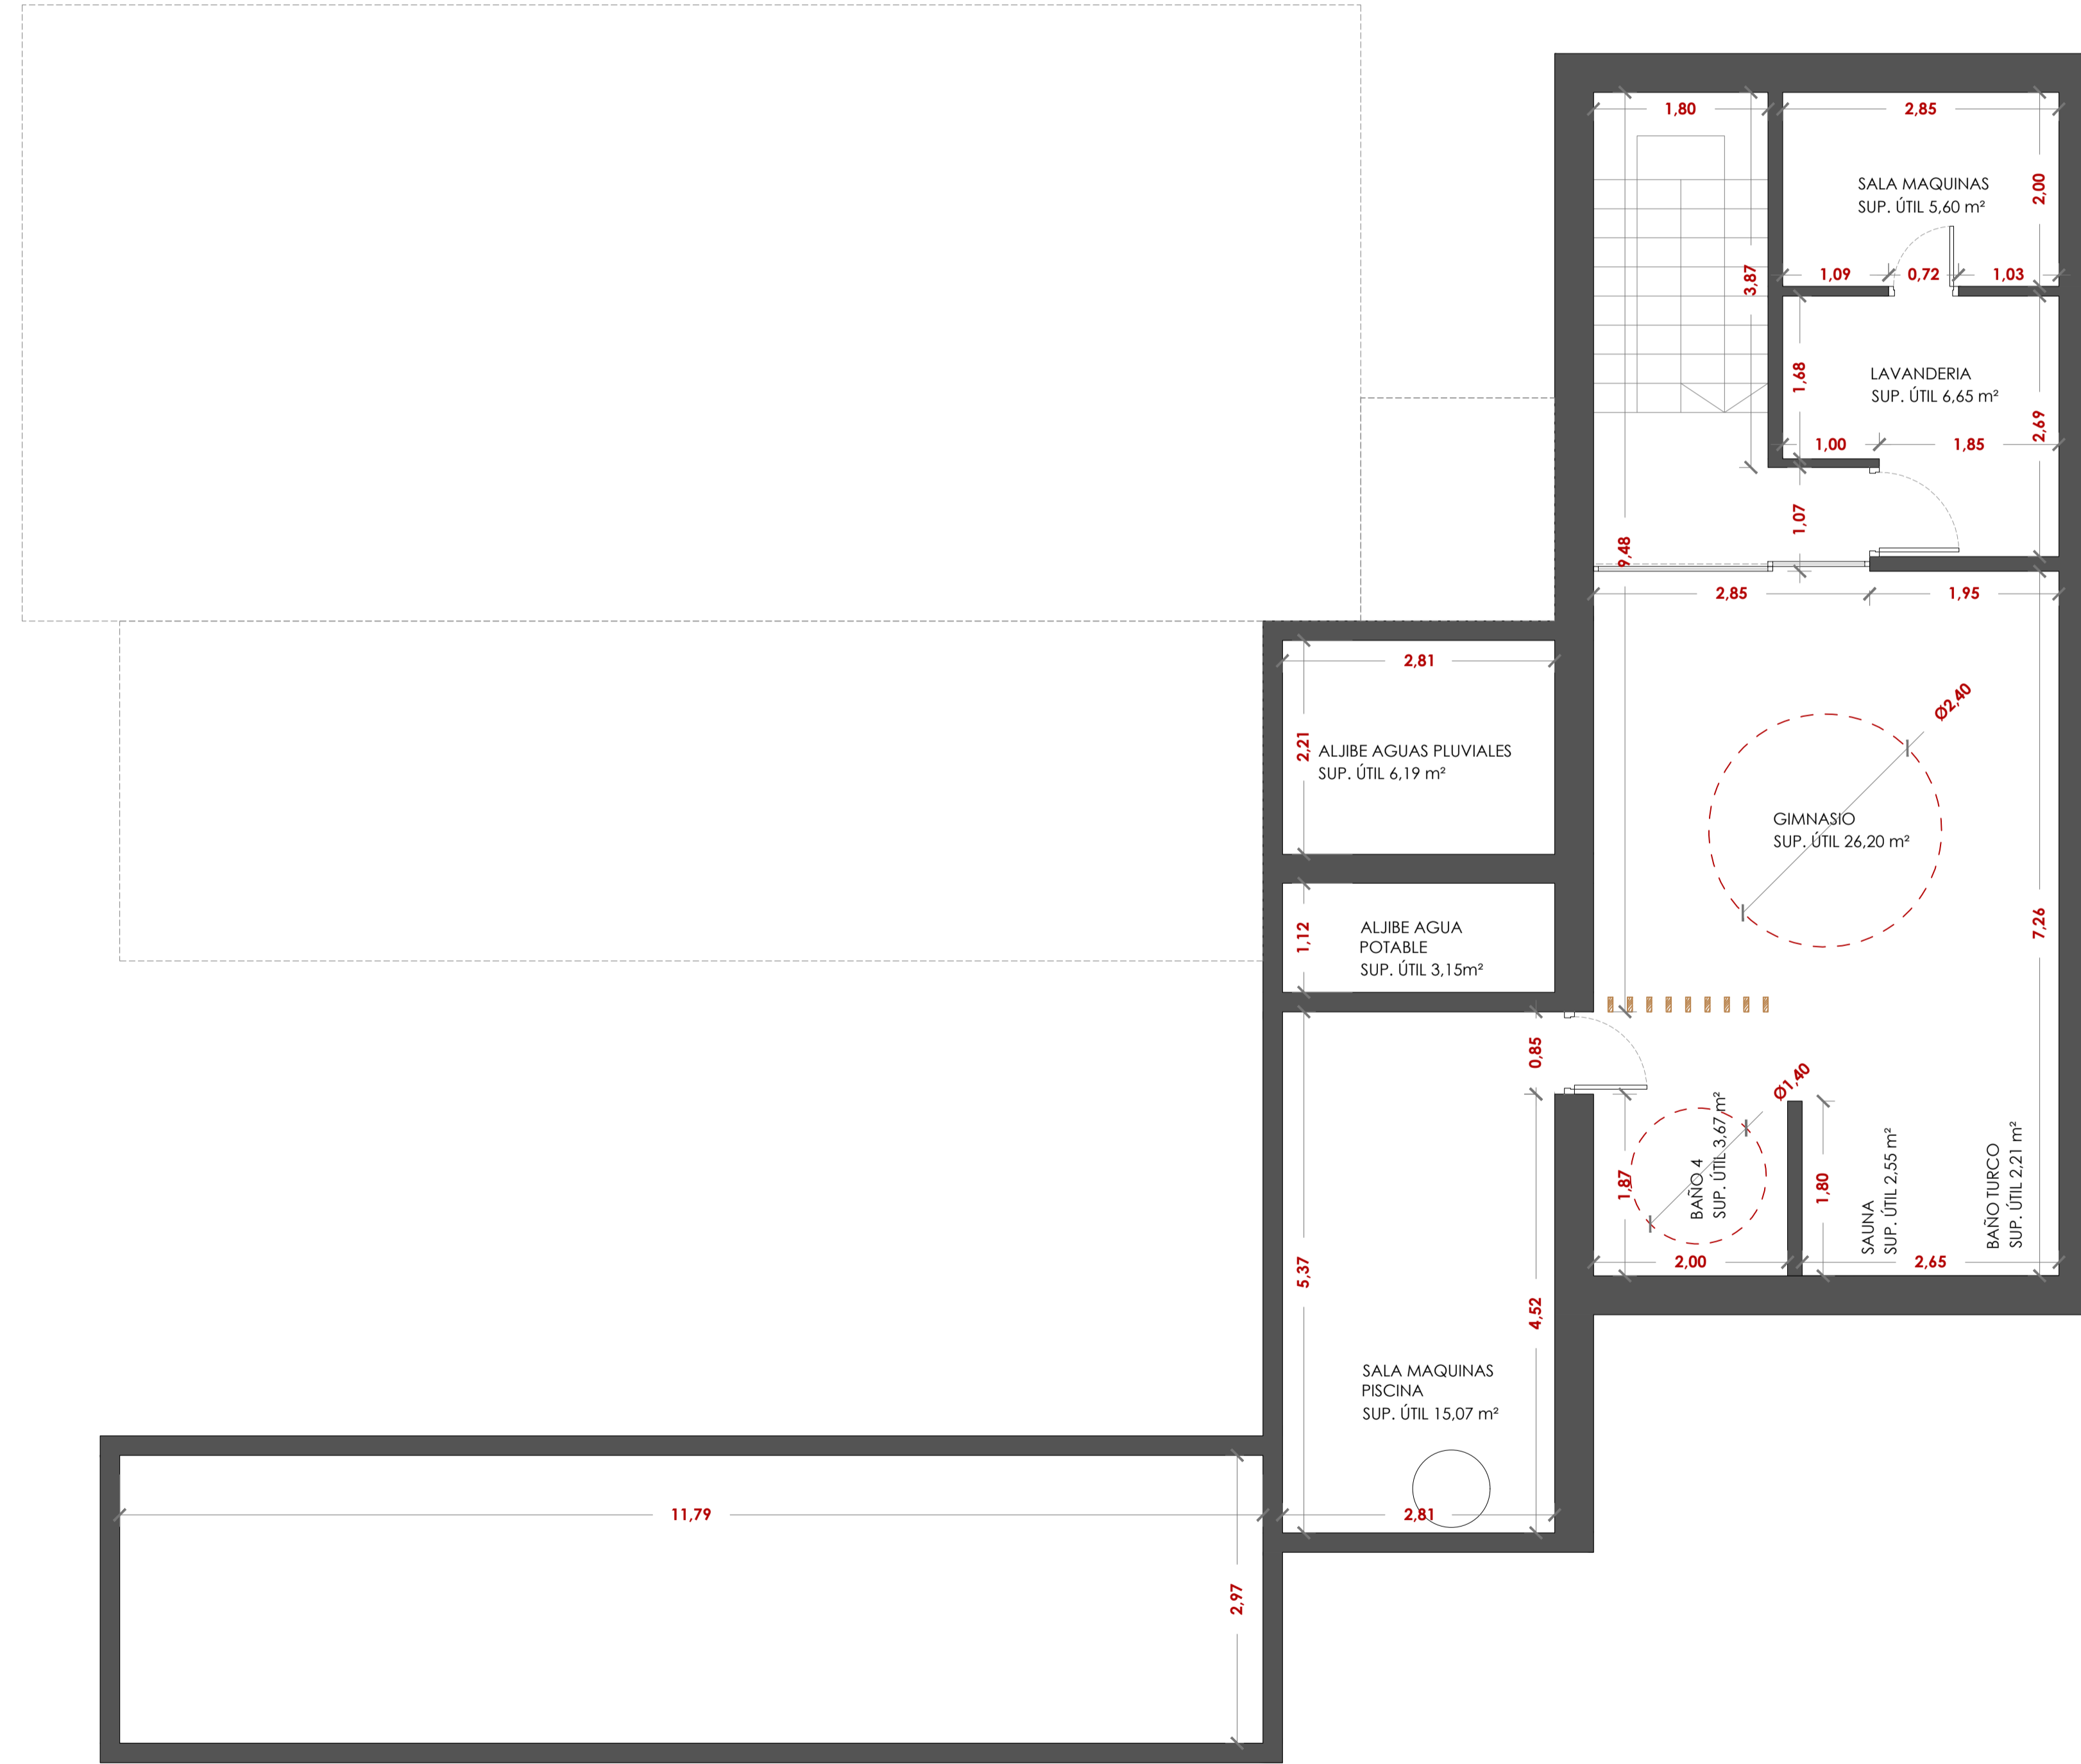 1,80
2,85
SALA MAQUINAS
SUP. ÚTIL 5,60 m²
2,00
3,87
1,09
0,72
1,03
1,68
LAVANDERIA
SUP. ÚTIL 6,65 m²
2,69
1,00
1,85
1,07
9,48
2,85
1,95
2,81
2,21
ALJIBE AGUAS PLUVIALES
SUP. ÚTIL 6,19 m²
Ø2,40
GIMNASIO
SUP. ÚTIL 26,20 m²
7,26
1,12
ALJIBE AGUA
POTABLE
SUP. ÚTIL 3,15m²
0,85
Ø1,40
1,87
BAÑO 4
SUP. ÚTIL 3,67 m²
1,80
SAUNA
SUP. ÚTIL 2,55 m²
BAÑO TURCO
SUP. ÚTIL 2,21 m²
2,00
2,65
5,37
4,52
SALA MAQUINAS
PISCINA
SUP. ÚTIL 15,07 m²
11,79
2,81
2,97